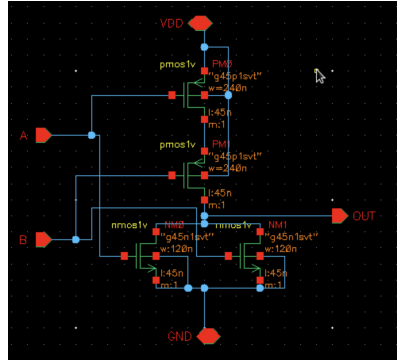 VDD
pmos1v PM0
"g45p1svt"
w=240n
l:45n
m:1
A
pmos1v
"g45p1svt"
w=240n
l:45n
m:1
OUT
B
nmos1v NM0 nmos1v NM1
"g45n1svt" "g45n1svt"
w:120n w:120n
l:45n l:45n
m:1 m:1
GND